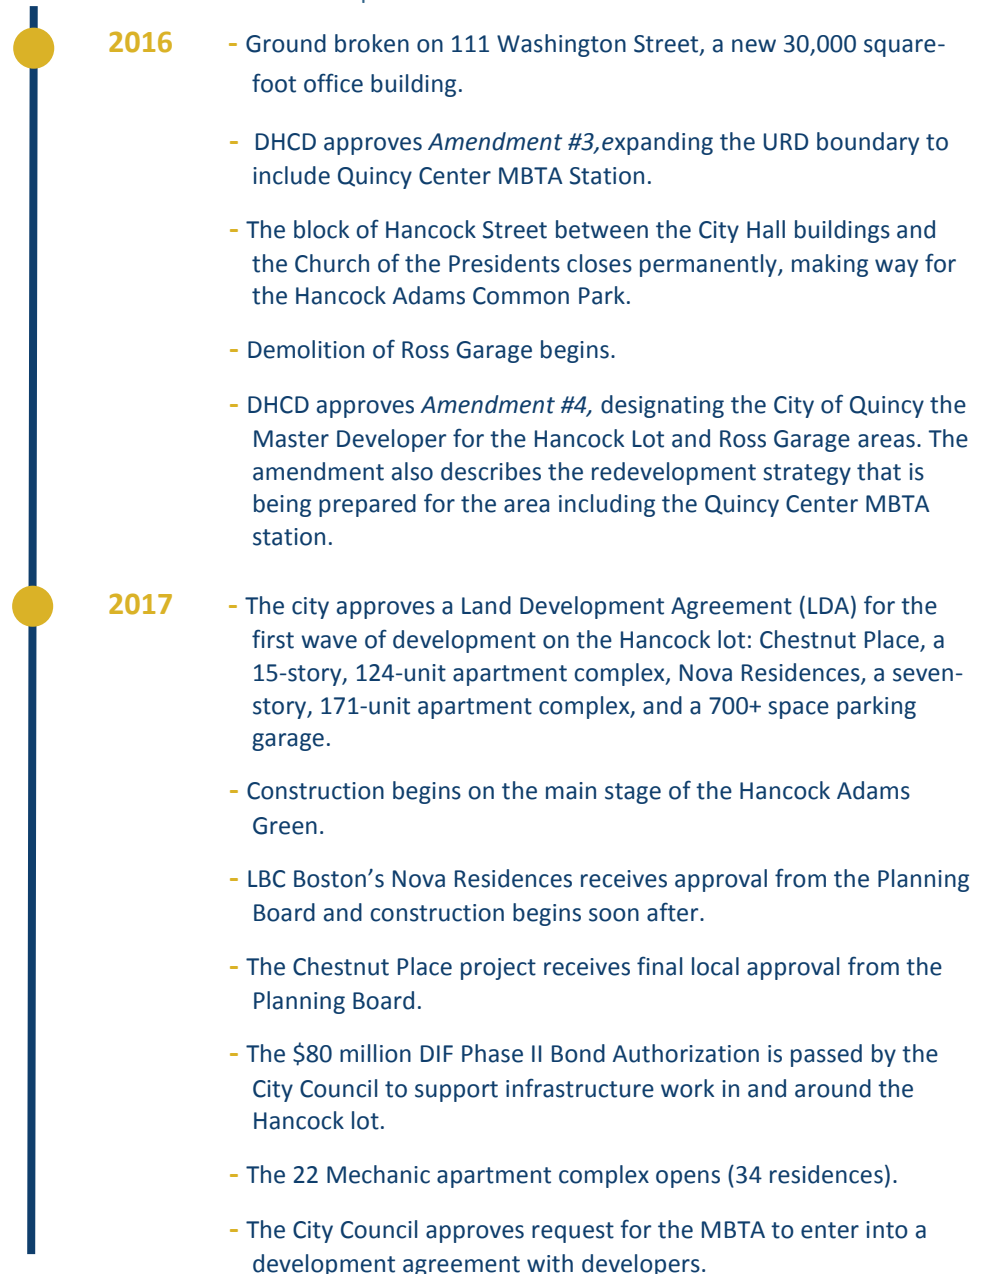 2016 - Ground broken on 111 Washington Street, a new 30,000 square-
foot office building.
- DHCD approves Amendment #3,expanding the URD boundary to
include Quincy Center MBTA Station.
- The block of Hancock Street between the City Hall buildings and
the Church of the Presidents closes permanently, making way for
the Hancock Adams Common Park.
- Demolition of Ross Garage begins.
- DHCD approves Amendment #4, designating the City of Quincy the
Master Developer for the Hancock Lot and Ross Garage areas. The
amendment also describes the redevelopment strategy that is
being prepared for the area including the Quincy Center MBTA
station.
2017 - The city approves a Land Development Agreement (LDA) for the
first wave of development on the Hancock lot: Chestnut Place, a
15-story, 124-unit apartment complex, Nova Residences, a seven-
story, 171-unit apartment complex, and a 700+ space parking
garage.
- Construction begins on the main stage of the Hancock Adams
Green.
- LBC Boston’s Nova Residences receives approval from the Planning
Board and construction begins soon after.
- The Chestnut Place project receives final local approval from the
Planning Board.
- The $80 million DIF Phase II Bond Authorization is passed by the
City Council to support infrastructure work in and around the
Hancock lot.
- The 22 Mechanic apartment complex opens (34 residences).
- The City Council approves request for the MBTA to enter into a
development agreement with developers.